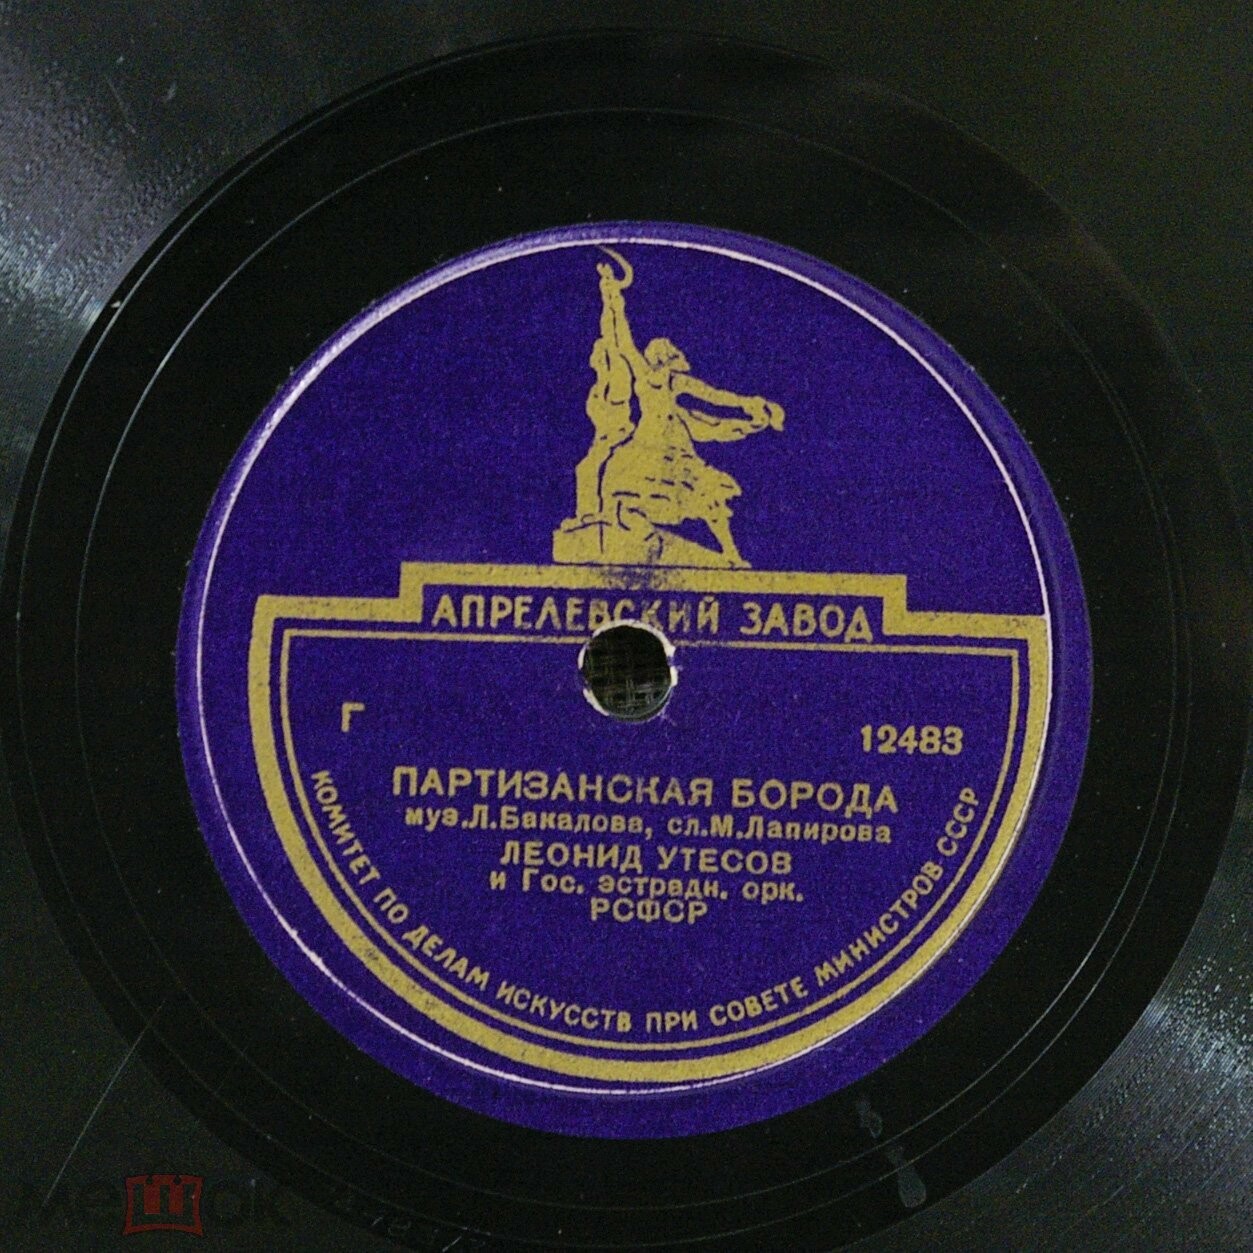 АПРЕЛЕВСКИЙ ЗАВОД
Г
12483
ПАРТИЗАНСКАЯ БОРОДА
муз.Л.Бакалова, сл.М.Лапирова
ЛЕОНИД УТЕСОВ
и Гос. эстрадн. орк.
РСФСР
КОМИТЕТ ПО ДЕЛАМ ИСКУССТВ ПРИ СОВЕТЕ МИНИСТРОВ СССР
мешок